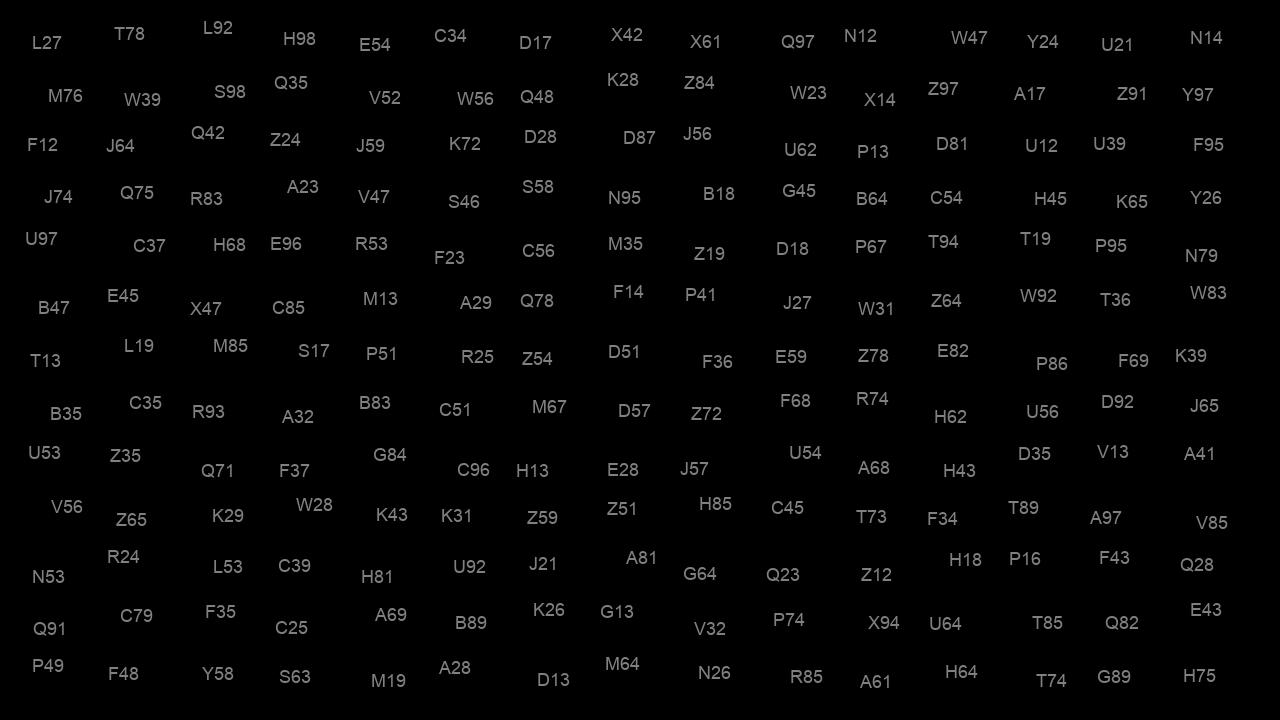 L27 T78 L92 H98 E54 C34 D17 X42 X61 Q97 N12 W47 Y24 U21 N14
M76 W39 S98 Q35 V52 W56 Q48 K28 Z84 W23 X14 Z97 A17 Z91 Y97
F12 J64 Q42 Z24 J59 K72 D28 D87 J56 U62 P13 D81 U12 U39 F95
J74 Q75 R83 A23 V47 S46 S58 N95 B18 G45 B64 C54 H45 K65 Y26
U97 C37 H68 E96 R53 F23 C56 M35 Z19 D18 P67 T94 T19 P95 N79
B47 E45 X47 C85 M13 A29 Q78 F14 P41 J27 W31 Z64 W92 T36 W83
T13 L19 M85 S17 P51 R25 Z54 D51 F36 E59 Z78 E82 P86 F69 K39
B35 C35 R93 A32 B83 C51 M67 D57 Z72 F68 R74 H62 U56 D92 J65
U53 Z35 Q71 F37 G84 C96 H13 E28 J57 U54 A68 H43 D35 V13 A41
V56 Z65 K29 W28 K43 K31 Z59 Z51 H85 C45 T73 F34 T89 A97 V85
N53 R24 L53 C39 H81 U92 J21 A81 G64 Q23 Z12 H18 P16 F43 Q28
Q91 C79 F35 C25 A69 B89 K26 G13 V32 P74 X94 U64 T85 Q82 E43
P49 F48 Y58 S63 M19 A28 D13 M64 N26 R85 A61 H64 T74 G89 H75